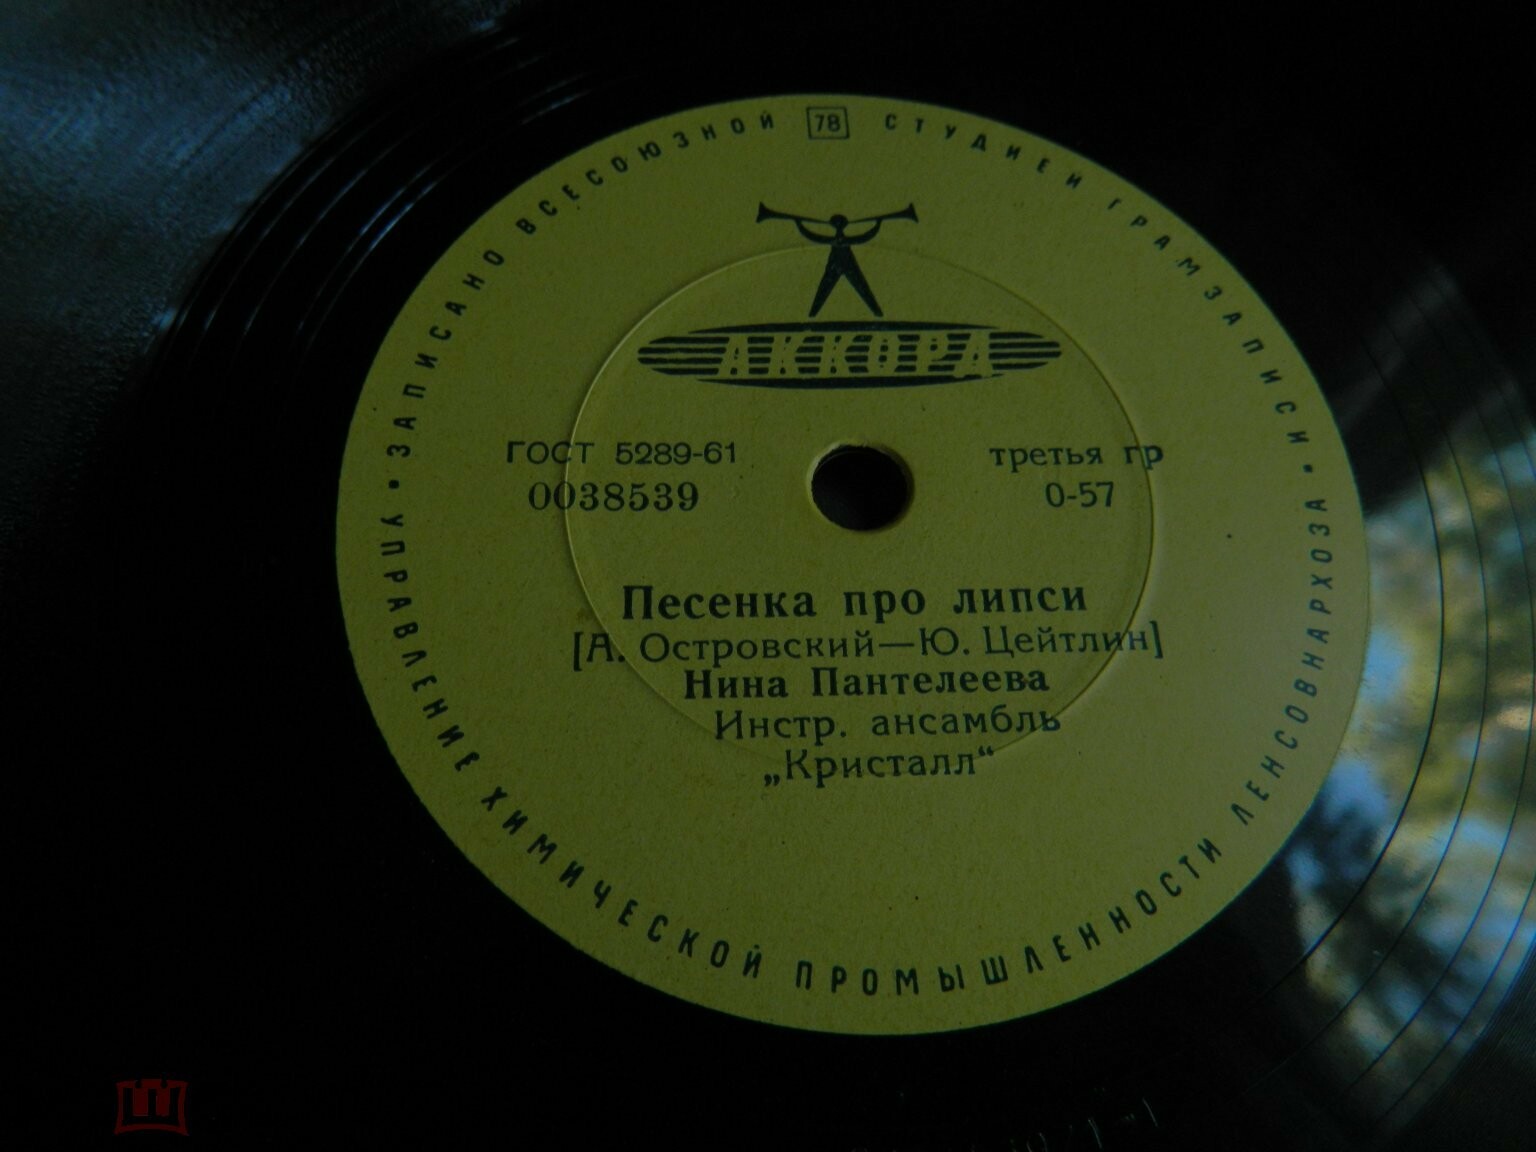 ЗАПИСАНО ВСЕСОЮЗНОЙ 78 СТУДИЕЙ ГРАМЗАПИСИ
АККОРД
ГОСТ 5289-61
третья гр
0038539
0-57
Песенка про липси
[А. Островский—Ю. Цейтлин]
Нина Пантелеева
Инстр. ансамбль
„Кристалл“
УПРАВЛЕНИЕ ХИМИЧЕСКОЙ ПРОМЫШЛЕННОСТИ ЛЕНСОВНАРХОЗА